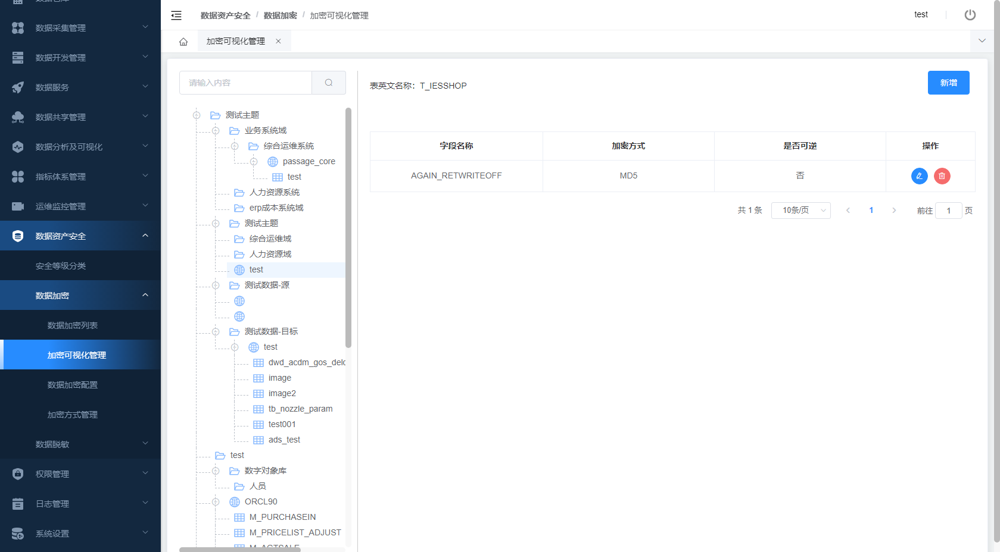 数据采集管理
数据开发管理
数据服务
数据共享管理
数据分析及可视化
指标体系管理
运维监控管理
数据资产安全
安全等级分类
数据加密
数据加密列表
加密可视化管理
数据加密配置
加密方式管理
数据脱敏
权限管理
日志管理
系统设置
数据资产安全 / 数据加密 / 加密可视化管理
test
加密可视化管理
请输入内容
测试主题
业务系统域
综合运维系统
passage_core
test
人力资源系统
erp成本系统域
测试主题
综合运维域
人力资源域
test
测试数据-源
测试数据-目标
test
dwd_acdm_gos_delc
image
image2
tb_nozzle_param
test001
ads_test
test
数字对象库
人员
ORCL90
M_PURCHASEIN
M_PRICELIST_ADJUST
M_ACTSALE
表英文名称：T_IESSHOP
新增
字段名称 加密方式 是否可逆 操作
AGAIN_RETWRITEOFF MD5 否
共 1 条 10条/页 1 前往 1 页